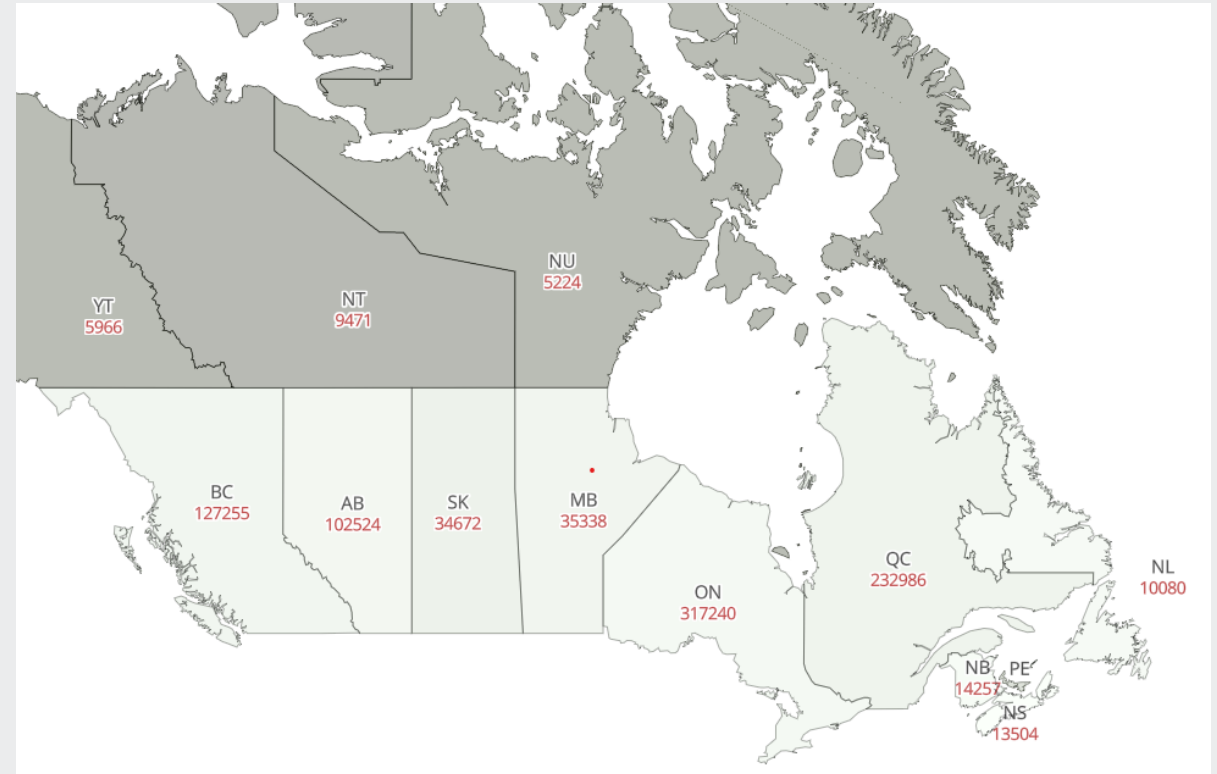 NU
5224
NT
9471
YT
5966
BC
127255
AB
102524
SK
34672
MB
35338
ON
317240
QC
232986
NL
10080
NB
14257
PE
NS
13504